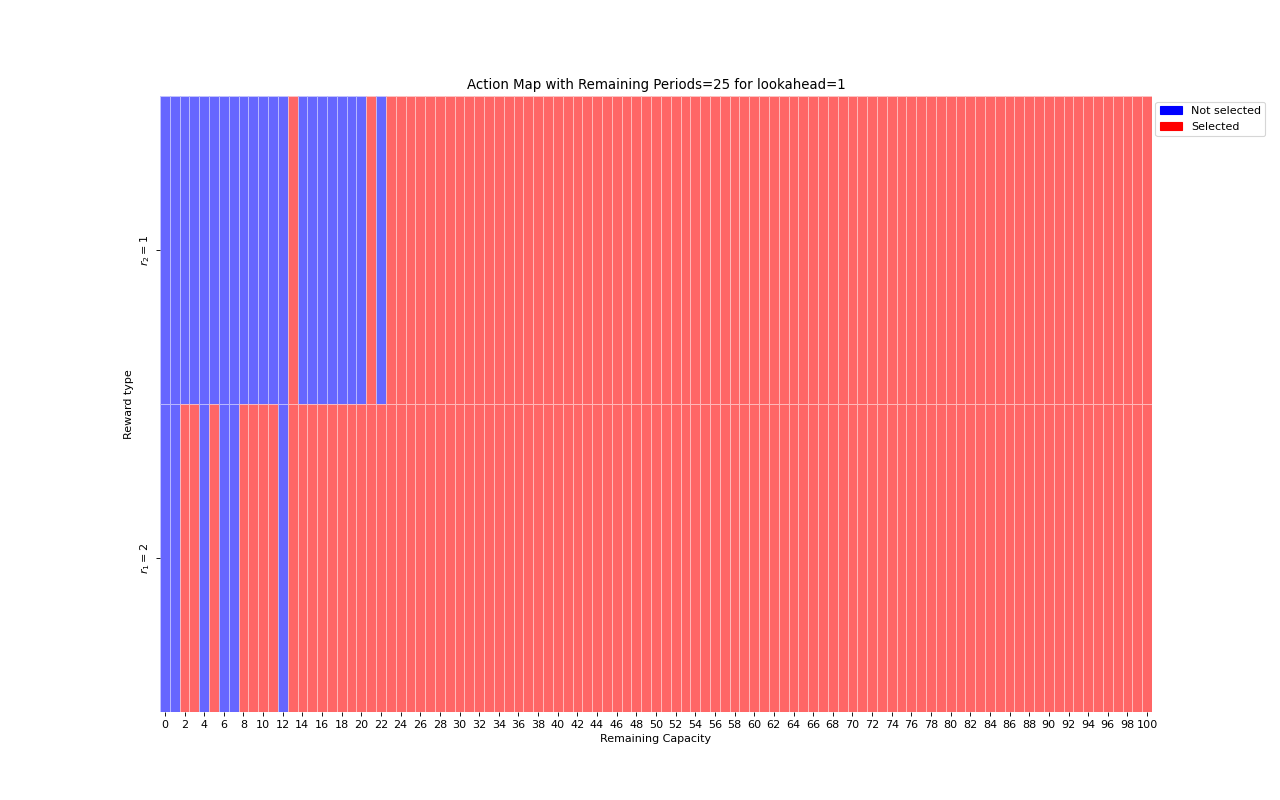 Action Map with Remaining Periods=25 for lookahead=1
Not selected
Selected
r₂ = 1
Reward type
r₁ = 2
0 2 4 6 8 10 12 14 16 18 20 22 24 26 28 30 32 34 36 38 40 42 44 46 48 50 52 54 56 58 60 62 64 66 68 70 72 74 76 78 80 82 84 86 88 90 92 94 96 98 100
Remaining Capacity